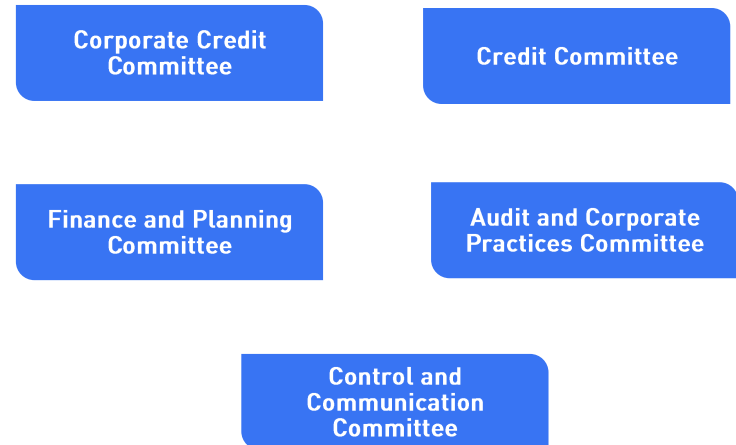 Corporate Credit
Committee
Credit Committee
Finance and Planning
Committee
Audit and Corporate
Practices Committee
Control and
Communication
Committee